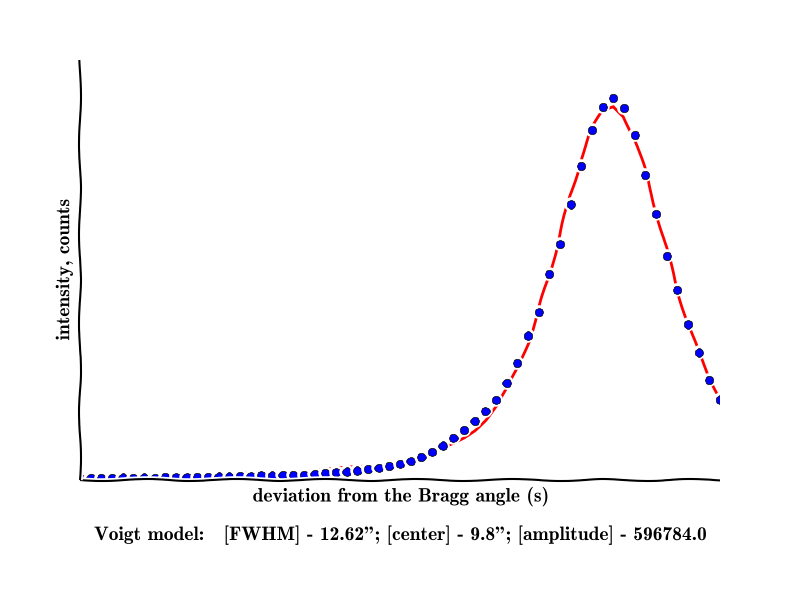 intensity, counts
deviation from the Bragg angle (s)
Voigt model: [FWHM] - 12.62”; [center] - 9.8”; [amplitude] - 596784.0